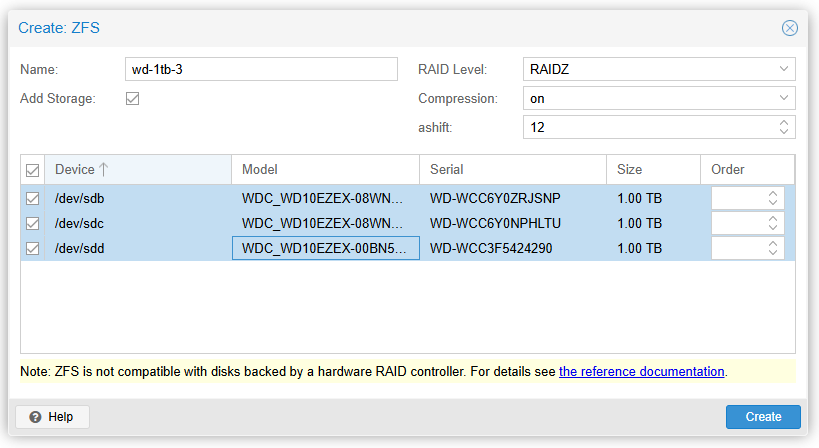 Create: ZFS
Name: wd-1tb-3 RAID Level: RAIDZ
Add Storage: Compression: on
ashift: 12
Device Model Serial Size Order
/dev/sdb WDC_WD10EZEX-08WN... WD-WCC6Y0ZRJSNP 1.00 TB
/dev/sdc WDC_WD10EZEX-08WN... WD-WCC6Y0NPHLTU 1.00 TB
/dev/sdd WDC_WD10EZEX-00BN5... WD-WCC3F5424290 1.00 TB
Note: ZFS is not compatible with disks backed by a hardware RAID controller. For details see the reference documentation.
? Help Create